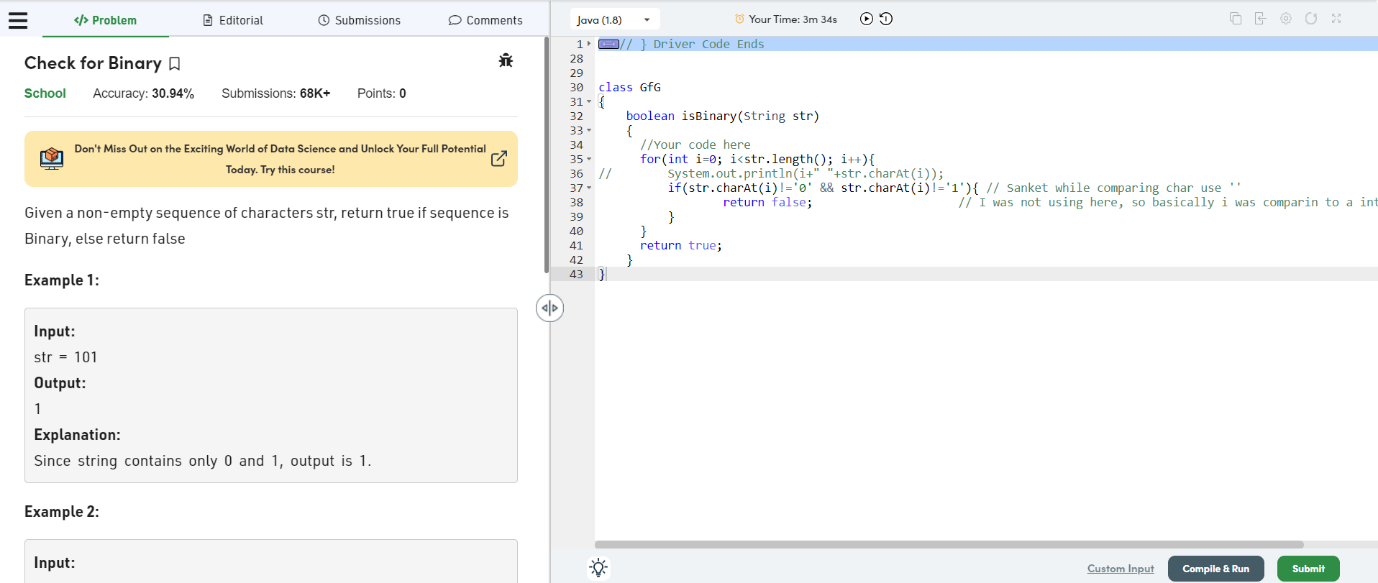 Problem
Editorial
Submissions
Comments
Check for Binary
School Accuracy: 30.94% Submissions: 68K+ Points: 0
Don't Miss Out on the Exciting World of Data Science and Unlock Your Full Potential
Today. Try this course!
Given a non-empty sequence of characters str, return true if sequence is
Binary, else return false
Example 1:
Input:
str = 101
Output:
1
Explanation:
Since string contains only 0 and 1, output is 1.
Example 2:
Input:
Java (1.8)
Your Time: 3m 34s
1 // } Driver Code Ends
28
29
30 class GfG
31 {
32 boolean isBinary(String str)
33 {
34 //Your code here
35 for(int i=0; i<str.length(); i++){
36 // System.out.println(i+" "+str.charAt(i));
37 if(str.charAt(i)!='0' && str.charAt(i)!='1'){ // Sanket while comparing char use ''
38 return false; // I was not using here, so basically i was comparin to a int
39 }
40 }
41 return true;
42 }
43 }
Custom Input
Compile & Run
Submit